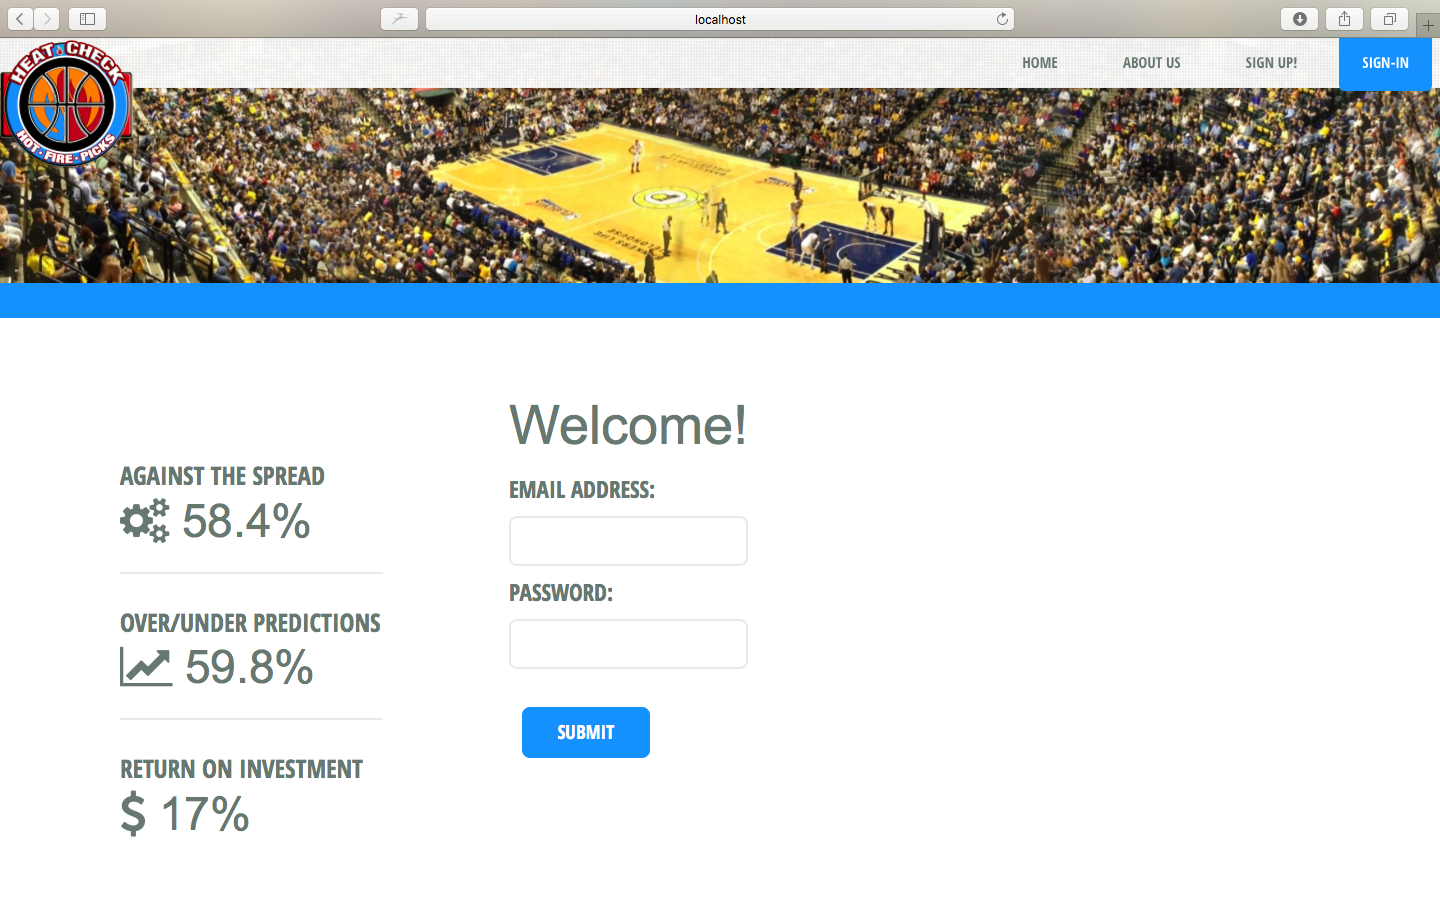 localhost
HOME
ABOUT US
SIGN UP!
SIGN-IN
HEAT CHECK
HOT · FIRE · PICKS
Welcome!
AGAINST THE SPREAD
58.4%
EMAIL ADDRESS:
PASSWORD:
OVER/UNDER PREDICTIONS
59.8%
SUBMIT
RETURN ON INVESTMENT
$ 17%